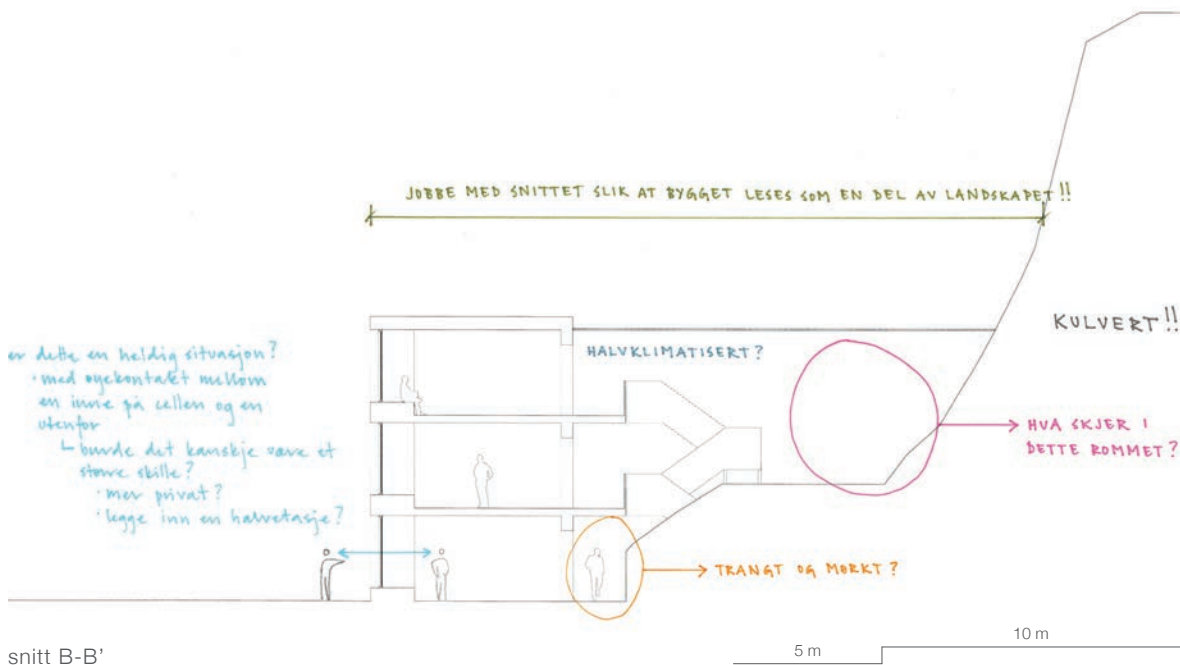 JOBBE MED SNITTET SLIK AT BYGGET LESES SOM EN DEL AV LANDSKAPET!!
KULVERT!!
er dette en heldig situasjon?
· med øyekontakt mellom
en inne på cellen og en
utenfor
burde det kanskje være et
større skille?
· mer privat?
· legge inn en halvetasje?
HALVKLIMATISERT?
HVA SKJER I
DETTE ROMMET?
TRANGT OG MØRKT?
snitt B-B'
5 m
10 m